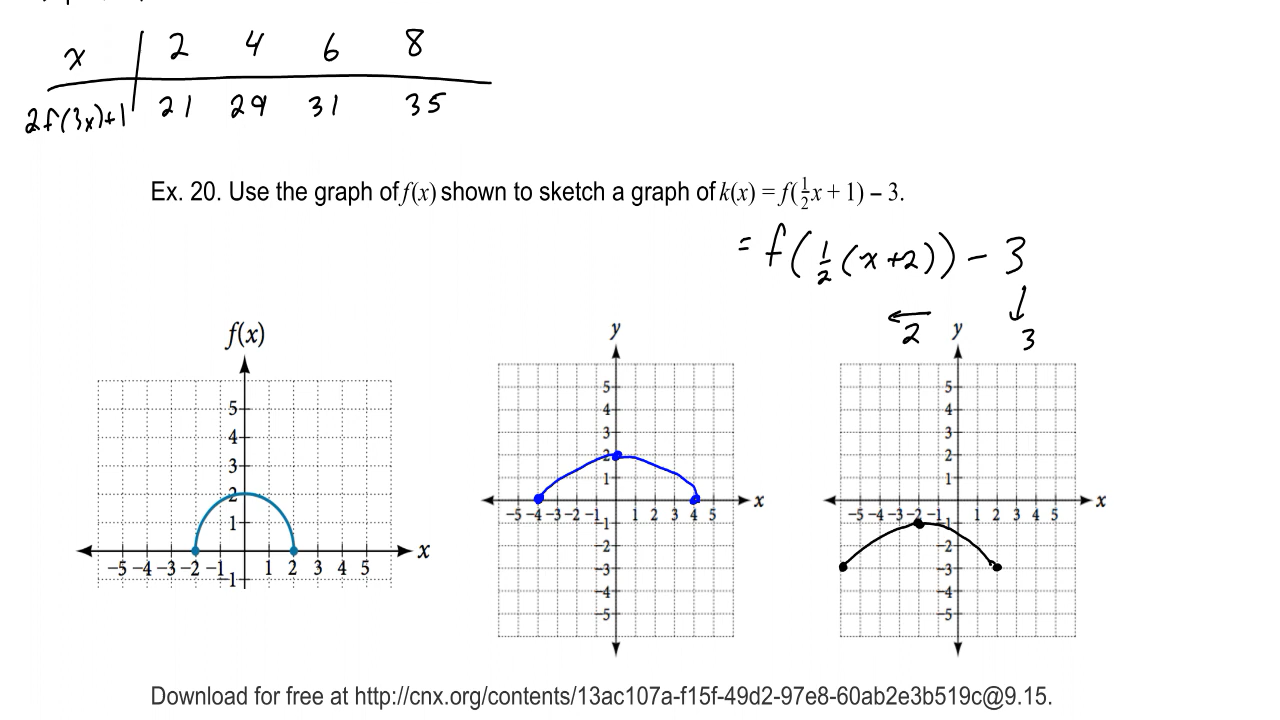 x 2 4 6 8
2f(3x)+1 21 29 31 35
Ex. 20. Use the graph of f(x) shown to sketch a graph of k(x) = f(½x + 1) – 3.
= f(½(x+2)) – 3
2 3
f(x)
5
4
3
2
1
-5 -4 -3 -2 -1 1 2 3 4 5 x
-1
y
5
4
3
2
1
-5 -4 -3 -2 -1 1 2 3 4 5 x
-1
-2
-3
-4
-5
y
5
4
3
2
1
-5 -4 -3 -2 -1 1 2 3 4 5 x
-1
-2
-3
-4
-5
Download for free at http://cnx.org/contents/13ac107a-f15f-49d2-97e8-60ab2e3b519c@9.15.